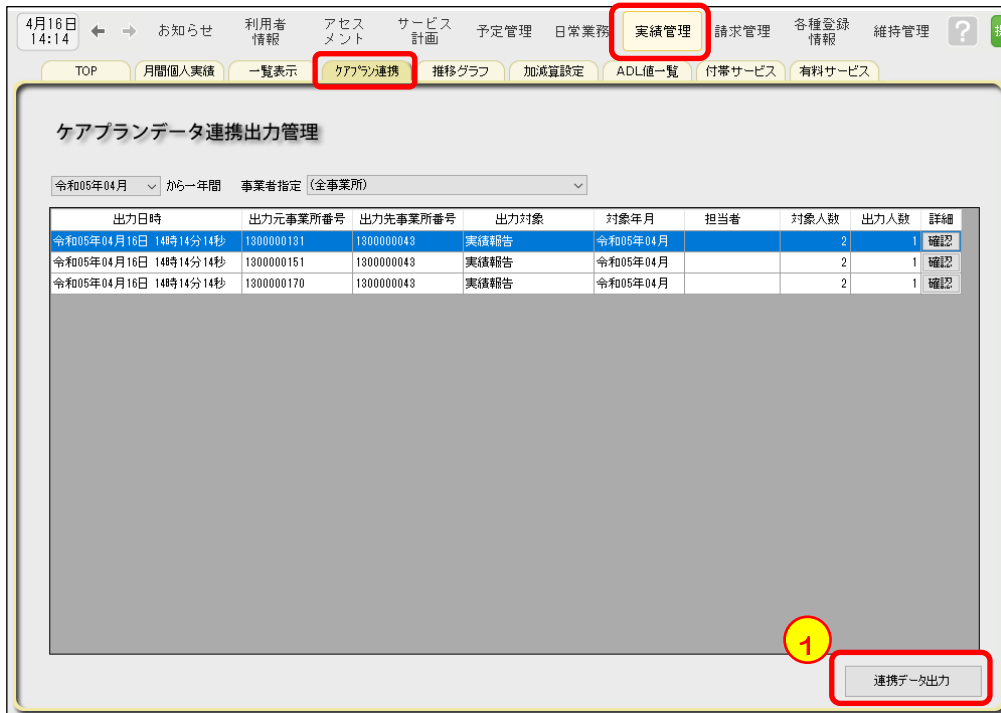 4月16日
14:14
お知らせ
利用者
情報
アセス
メント
サービス
計画
予定管理
日常業務
実績管理
請求管理
各種登録
情報
維持管理
?
TOP
月間個人実績
一覧表示
ケアプラン連携
推移グラフ
加減算設定
ADL値一覧
付帯サービス
有料サービス
ケアプランデータ連携出力管理
令和05年04月 から一年間 事業者指定 (全事業所)
出力日時 出力元事業所番号 出力先事業所番号 出力対象 対象年月 担当者 対象人数 出力人数 詳細
令和05年04月16日 14時14分14秒 1300000131 1300000043 実績報告 令和05年04月 2 1 確認
令和05年04月16日 14時14分14秒 1300000151 1300000043 実績報告 令和05年04月 2 1 確認
令和05年04月16日 14時14分14秒 1300000170 1300000043 実績報告 令和05年04月 2 1 確認
1
連携データ出力